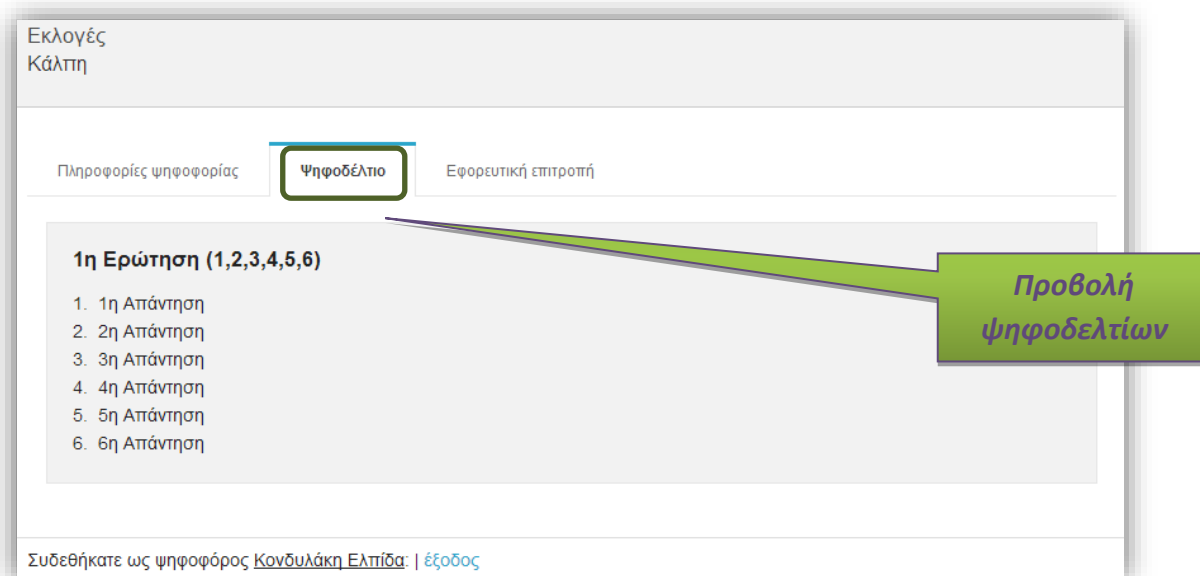 Εκλογές
Κάλπη
Πληροφορίες ψηφοφορίας Ψηφοδέλτιο Εφορευτική επιτροπή
1η Ερώτηση (1,2,3,4,5,6)
1. 1η Απάντηση
2. 2η Απάντηση
3. 3η Απάντηση
4. 4η Απάντηση
5. 5η Απάντηση
6. 6η Απάντηση
Προβολή
ψηφοδελτίων
Συδεθήκατε ως ψηφοφόρος Κονδυλάκη Ελπίδα: | έξοδος